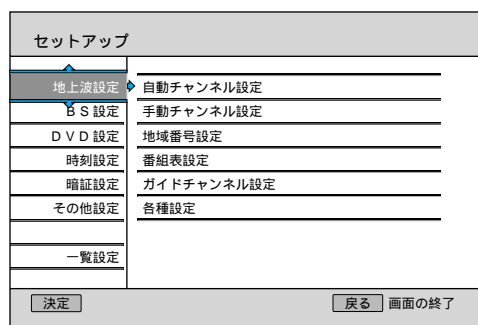 セットアップ
地上波設定
自動チャンネル設定
BS設定
手動チャンネル設定
DVD設定
地域番号設定
時刻設定
番組表設定
暗証設定
ガイドチャンネル設定
その他設定
各種設定
一覧設定
決定
戻る 画面の終了